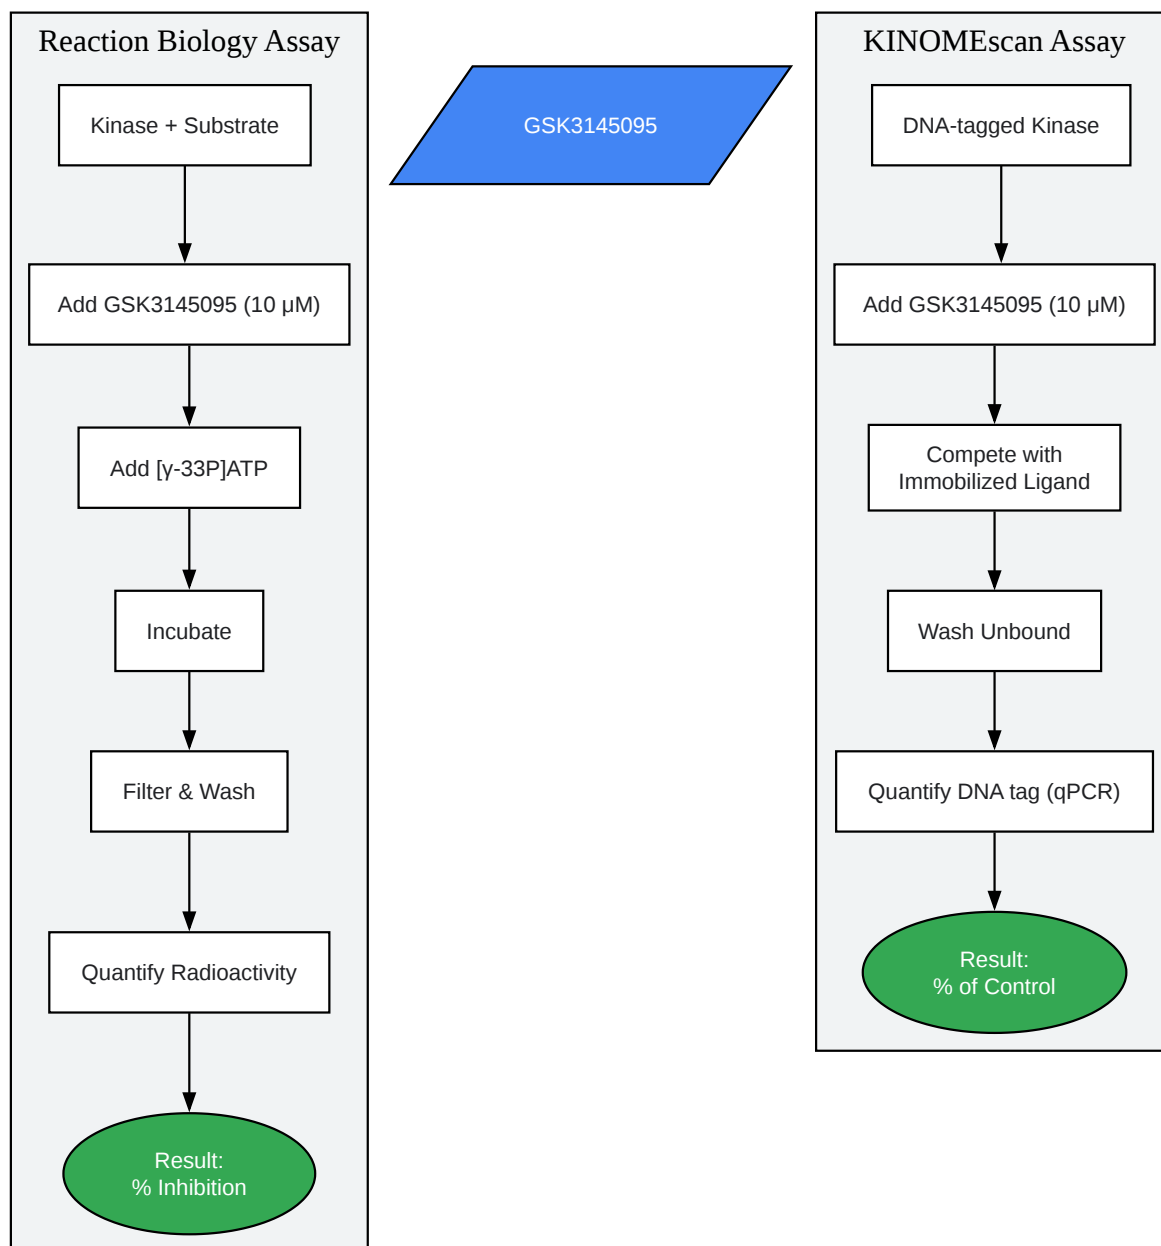 Reaction Biology Assay
Kinase + Substrate
Add GSK3145095 (10 μM)
Add [γ-33P]ATP
Incubate
Filter & Wash
Quantify Radioactivity
Result:
% Inhibition
GSK3145095
KINOMEscan Assay
DNA-tagged Kinase
Add GSK3145095 (10 μM)
Compete with
Immobilized Ligand
Wash Unbound
Quantify DNA tag (qPCR)
Result:
% of Control